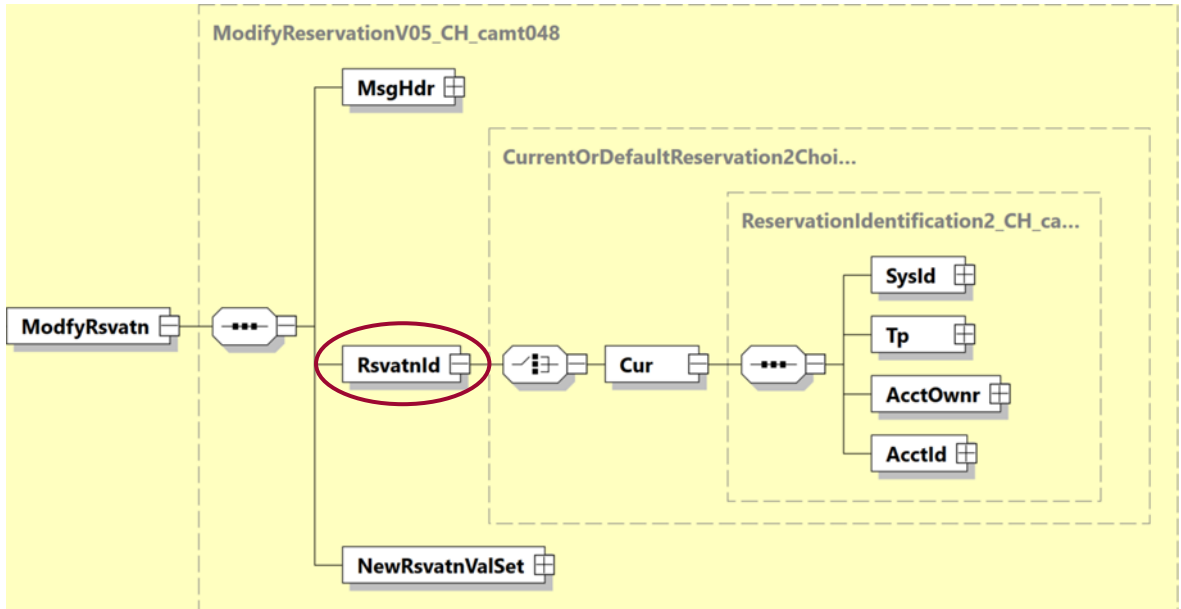 ModifyReservationV05_CH_camt048
MsgHdr
CurrentOrDefaultReservation2Choi...
ReservationIdentification2_CH_ca...
SysId
Tp
ModfyRsvatn
RsvatnId
Cur
AcctOwnr
AcctId
NewRsvatnValSet